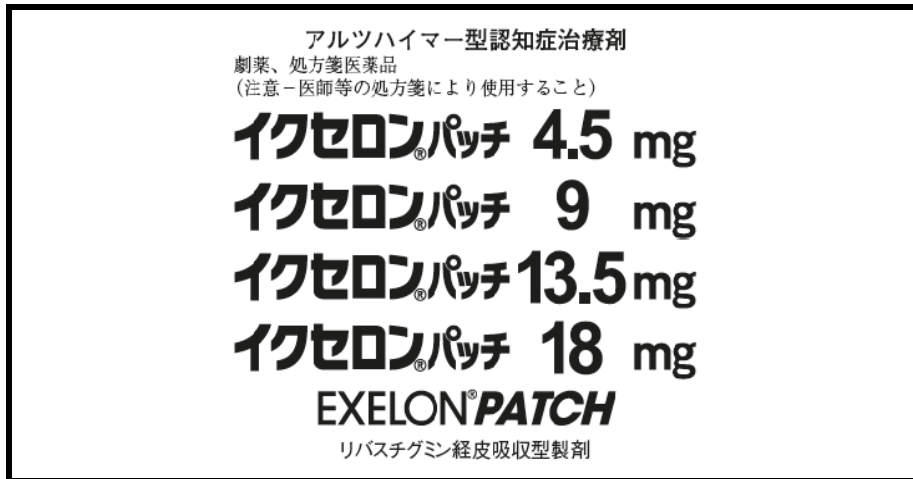 アルツハイマー型認知症治療剤
劇薬、処方箋医薬品
（注意－医師等の処方箋により使用すること）
イクセロン®パッチ 4.5 mg
イクセロン®パッチ 9 mg
イクセロン®パッチ 13.5 mg
イクセロン®パッチ 18 mg
EXELON®PATCH
リバスチグミン経皮吸収型製剤